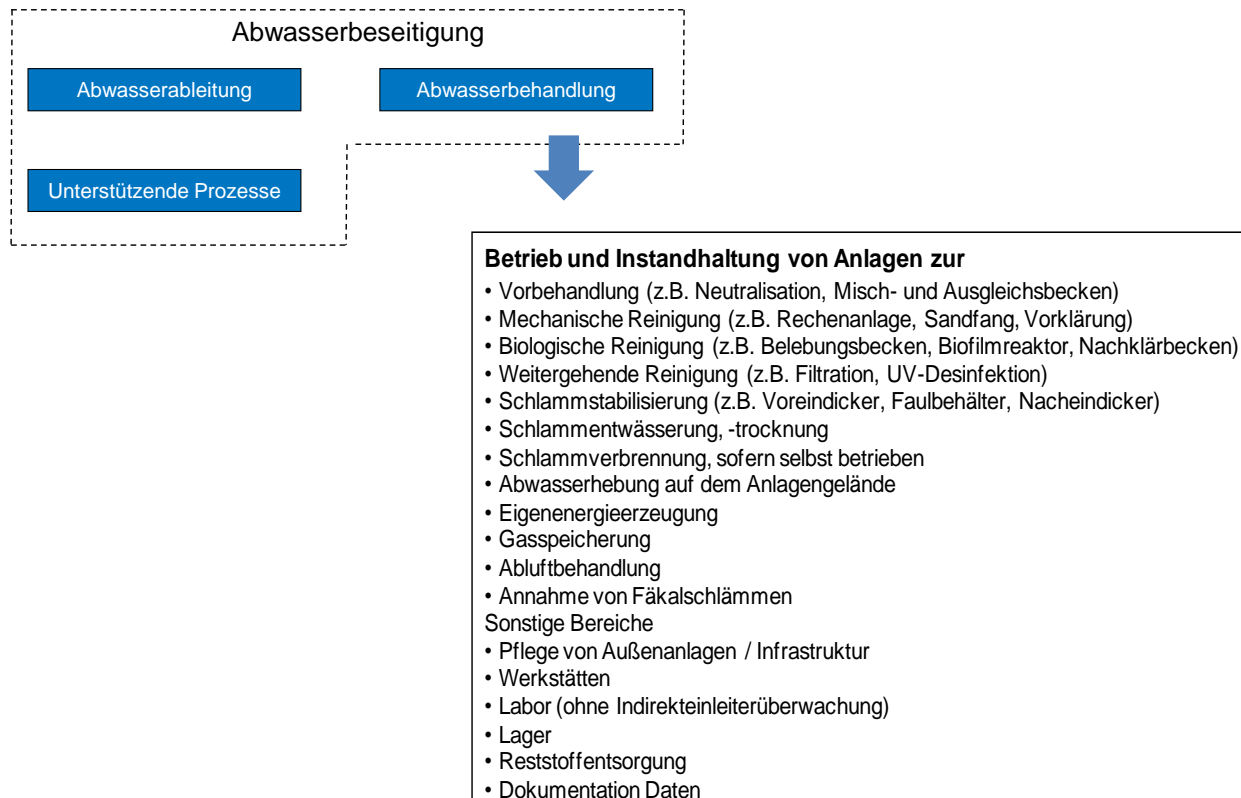 Abwasserbeseitigung
Abwasserableitung
Abwasserbehandlung
Unterstützende Prozesse
Betrieb und Instandhaltung von Anlagen zur
• Vorbehandlung (z.B. Neutralisation, Misch- und Ausgleichsbecken)
• Mechanische Reinigung (z.B. Rechenanlage, Sandfang, Vorklärung)
• Biologische Reinigung (z.B. Belebungsbecken, Biofilmreaktor, Nachklärbecken)
• Weitergehende Reinigung (z.B. Filtration, UV-Desinfektion)
• Schlammstabilisierung (z.B. Voreindicker, Faulbehälter, Nacheindicker)
• Schlammentwässerung, -trocknung
• Schlammverbrennung, sofern selbst betrieben
• Abwasserhebung auf dem Anlagengelände
• Eigenenergieerzeugung
• Gasspeicherung
• Abluftbehandlung
• Annahme von Fäkalschlämmen
Sonstige Bereiche
• Pflege von Außenanlagen / Infrastruktur
• Werkstätten
• Labor (ohne Indirekteinleiterüberwachung)
• Lager
• Reststoffentsorgung
• Dokumentation Daten